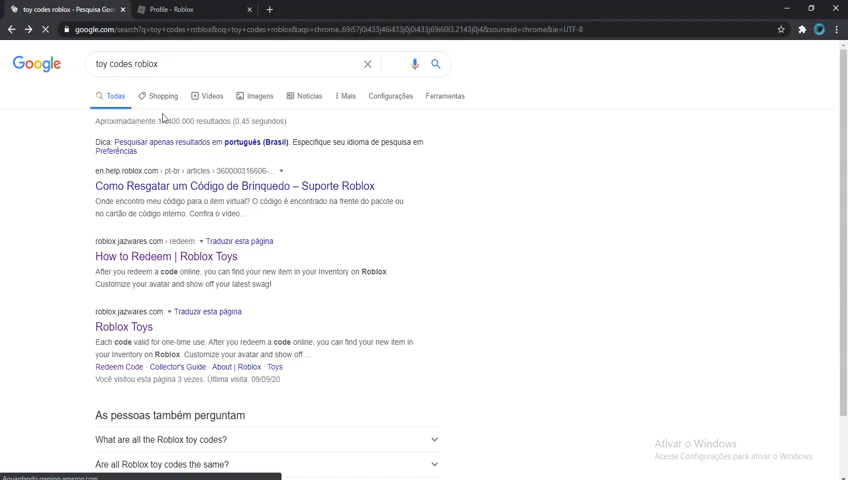 toy codes roblox - Pesquisa Goo
Profile - Roblox
google.com/search?q=toy+codes+roblox&oq=toy+codes+roblox&aqs=chrome..69i57j0i433j46i433j0i433j69i60l3.2143j0j4&sourceid=chrome&ie=UTF-8
Google
toy codes roblox
Todas
Shopping
Vídeos
Imagens
Notícias
Mais
Configurações
Ferramentas
Aproximadamente 400.000 resultados (0,45 segundos)
Dica: Pesquisar apenas resultados em português (Brasil). Especifique seu idioma de pesquisa em
Preferências
en.help.roblox.com › pt-br › articles › 360000316606-...
Como Resgatar um Código de Brinquedo – Suporte Roblox
Onde encontro meu código para o item virtual? O código é encontrado na frente do pacote ou
no cartão de código interno. Confira o vídeo...
roblox.jazwares.com › redeem Traduzir esta página
How to Redeem | Roblox Toys
After you redeem a code online, you can find your new item in your Inventory on Roblox.
Customize your avatar and show off your latest swag!
roblox.jazwares.com Traduzir esta página
Roblox Toys
Each code valid for one-time use. After you redeem a code online, you can find your new item in
your Inventory on Roblox. Customize your avatar and show off ...
Redeem Code · Collector's Guide · About | Roblox · Toys
Você visitou esta página 3 vezes. Última visita: 09/09/20
As pessoas também perguntam
What are all the Roblox toy codes?
Are all Roblox toy codes the same?
Ativar o Windows
Acesse Configurações para ativar o Windows.
Aguardando gaming.amazon.com